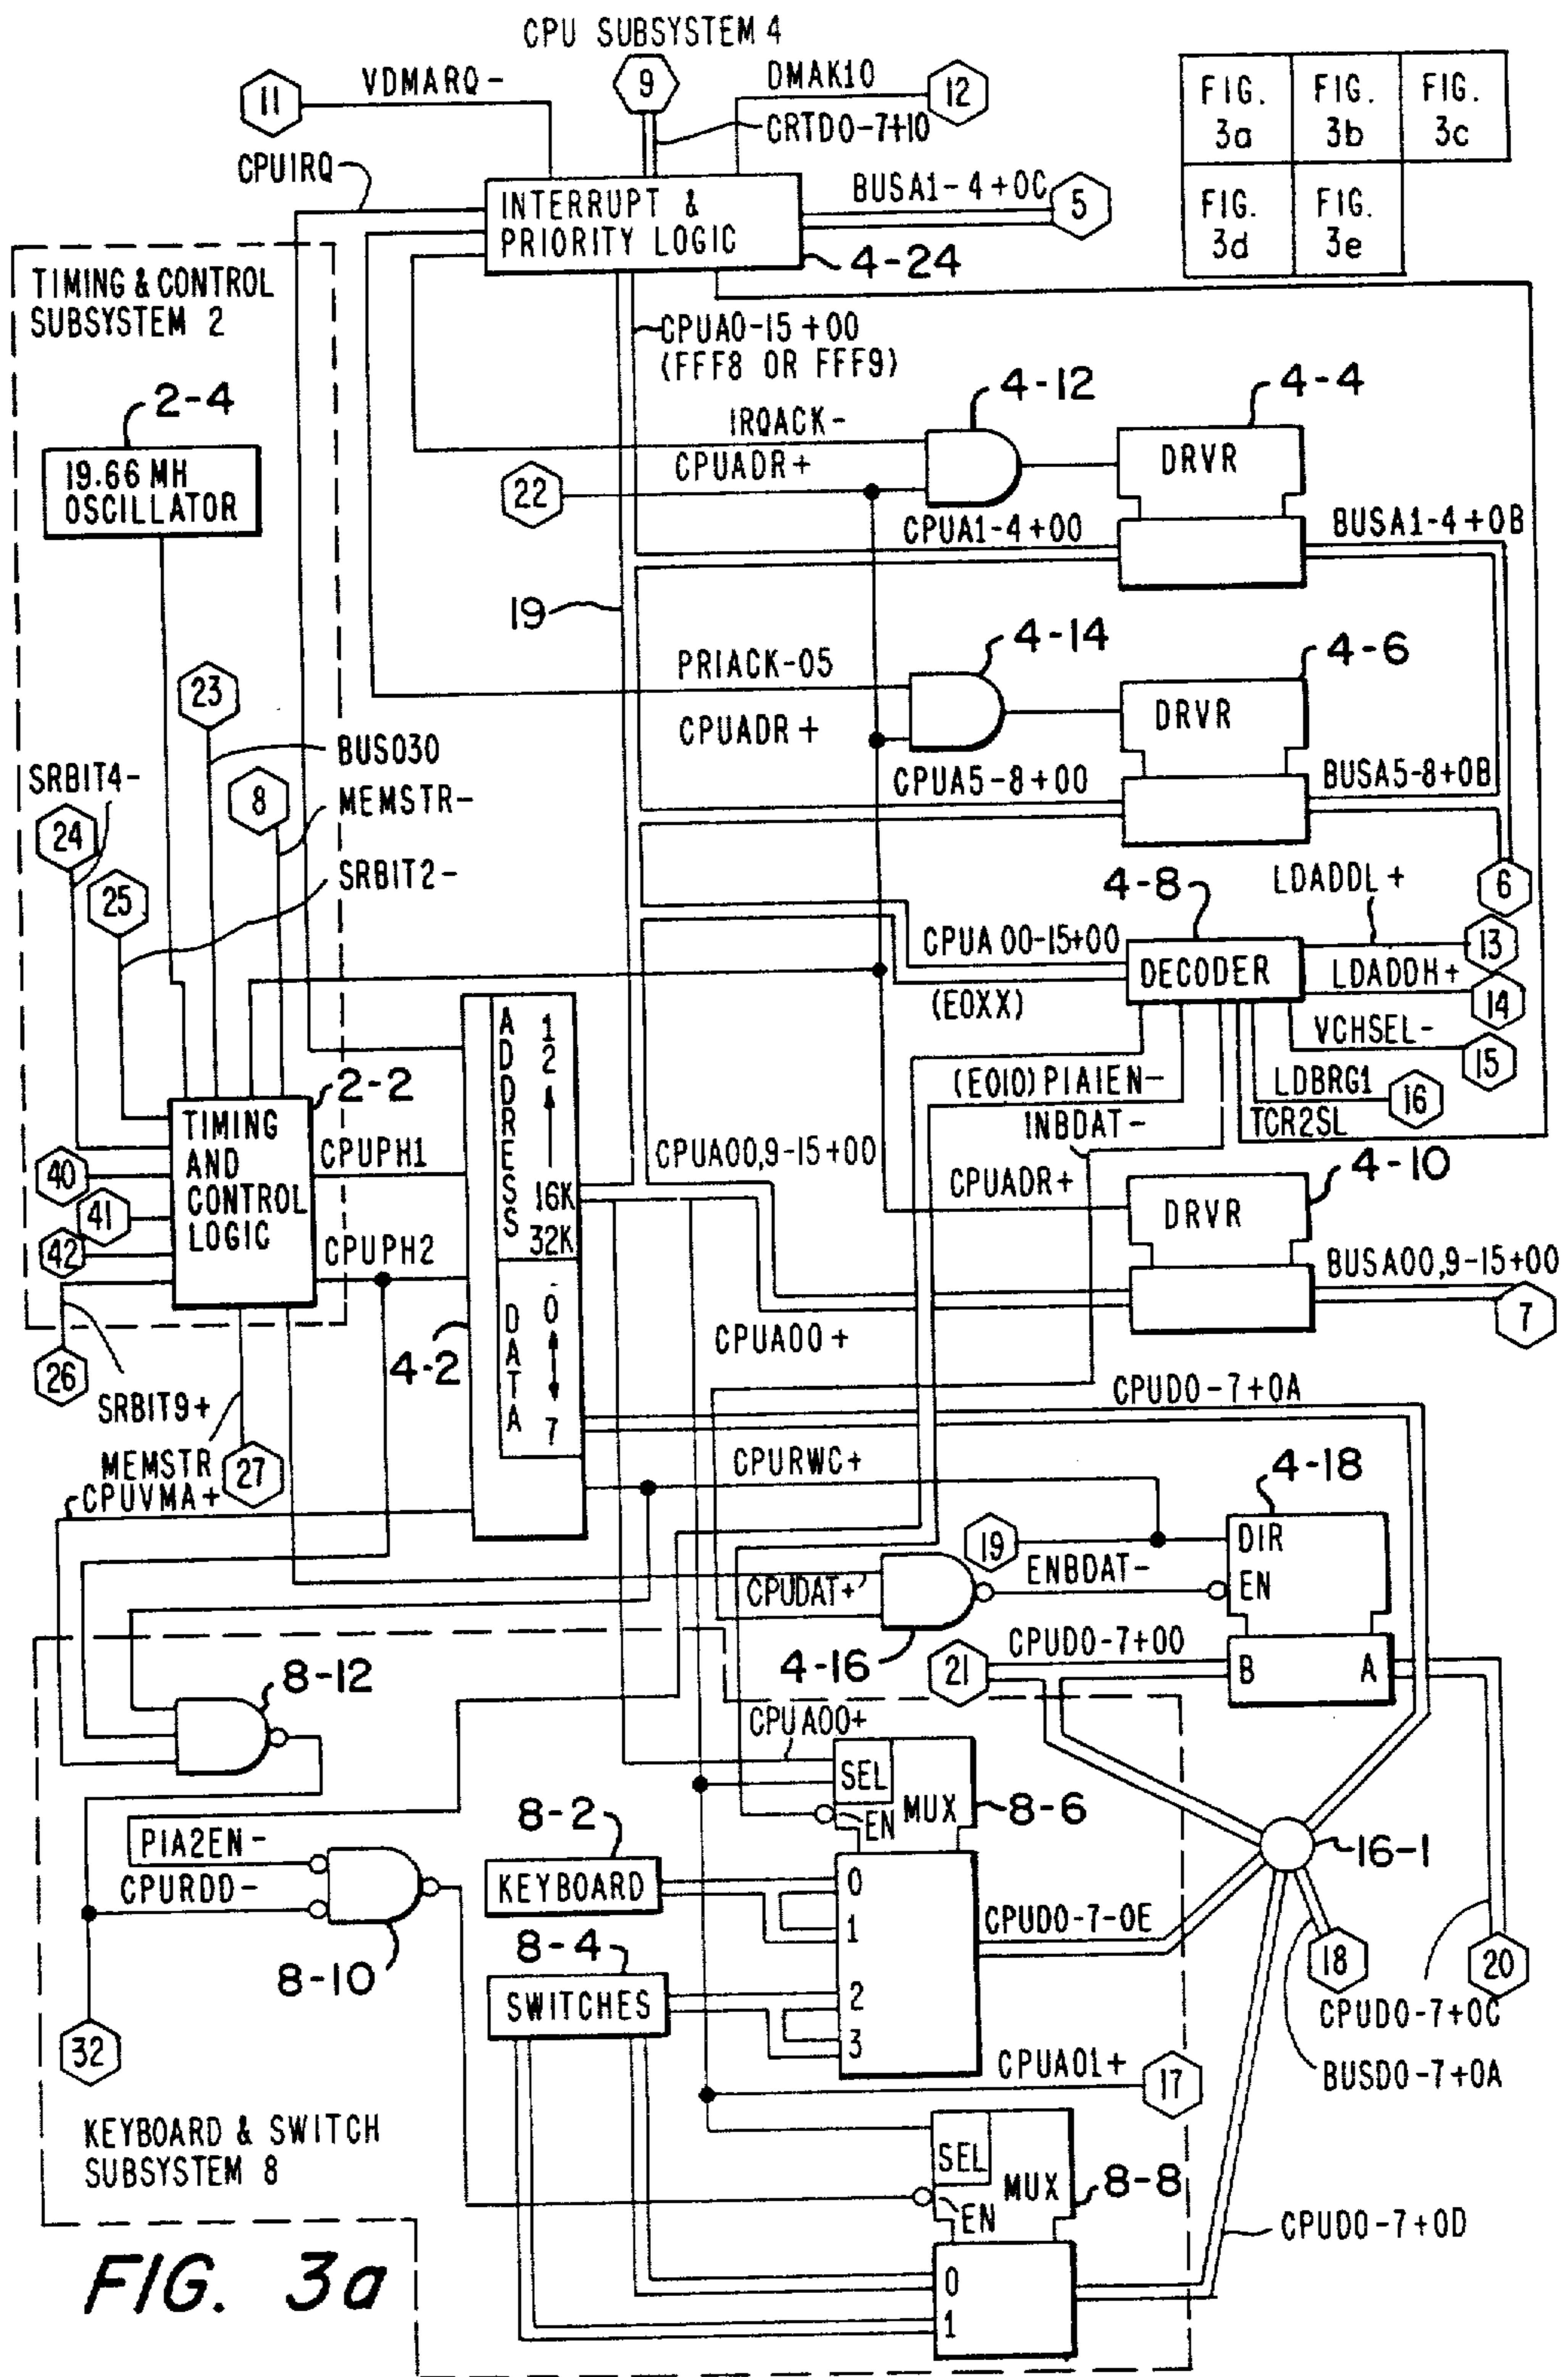 CPU SUBSYSTEM 4
11
VDMARQ-
9
DMAK10
12
CRTD0-7+10
FIG. 3a
FIG. 3b
FIG. 3c
FIG. 3d
FIG. 3e
CPUIRQ
INTERRUPT &
PRIORITY LOGIC
BUSA1-4+0C
5
4-24
TIMING & CONTROL
SUBSYSTEM 2
CPUA0-15+00
(FFF8 OR FFF9)
2-4
19.66 MH
OSCILLATOR
4-12
4-4
IRQACK-
CPUADR+
22
DRVR
CPUA1-4+00
BUSA1-4+0B
19
4-14
4-6
PRIACK-05
CPUADR+
DRVR
CPUA5-8+00
BUSA5-8+0B
23
BUS030
SRBIT4-
8
MEMSTR-
24
25
SRBIT2-
4-8
LDADDL+
6
CPUA00-15+00
DECODER
13
(E0XX)
LDADDH+
14
VCHSEL-
15
(E010) PIA1EN-
LDBRG1
16
INBDAT-
TCR2SL
2-2
ADDRESS
1
2
16K
32K
TIMING
AND
CONTROL
LOGIC
CPUPH1
CPUPH2
40
41
42
CPUA00,9-15+00
CPUADR+
4-10
DRVR
BUSA00,9-15+00
7
DATA
0
7
4-2
CPUA00+
26
SRBIT9+
MEMSTR
27
CPUD0-7+0A
CPUVMA+
CPURWC+
4-18
19
DIR
ENBDAT-
EN
CPUDAT+
4-16
21
CPUD0-7+00
B
A
8-12
CPUA00+
SEL
MUX
EN
8-6
8-2
KEYBOARD
0
1
2
3
PIA2EN-
CPURDD-
8-10
8-4
SWITCHES
CPUD0-7-0E
16-1
18
20
CPUD0-7+0C
BUSD0-7+0A
32
CPUA01+
17
KEYBOARD & SWITCH
SUBSYSTEM 8
SEL
MUX
EN
8-8
CPUD0-7+0D
0
1
FIG. 3a